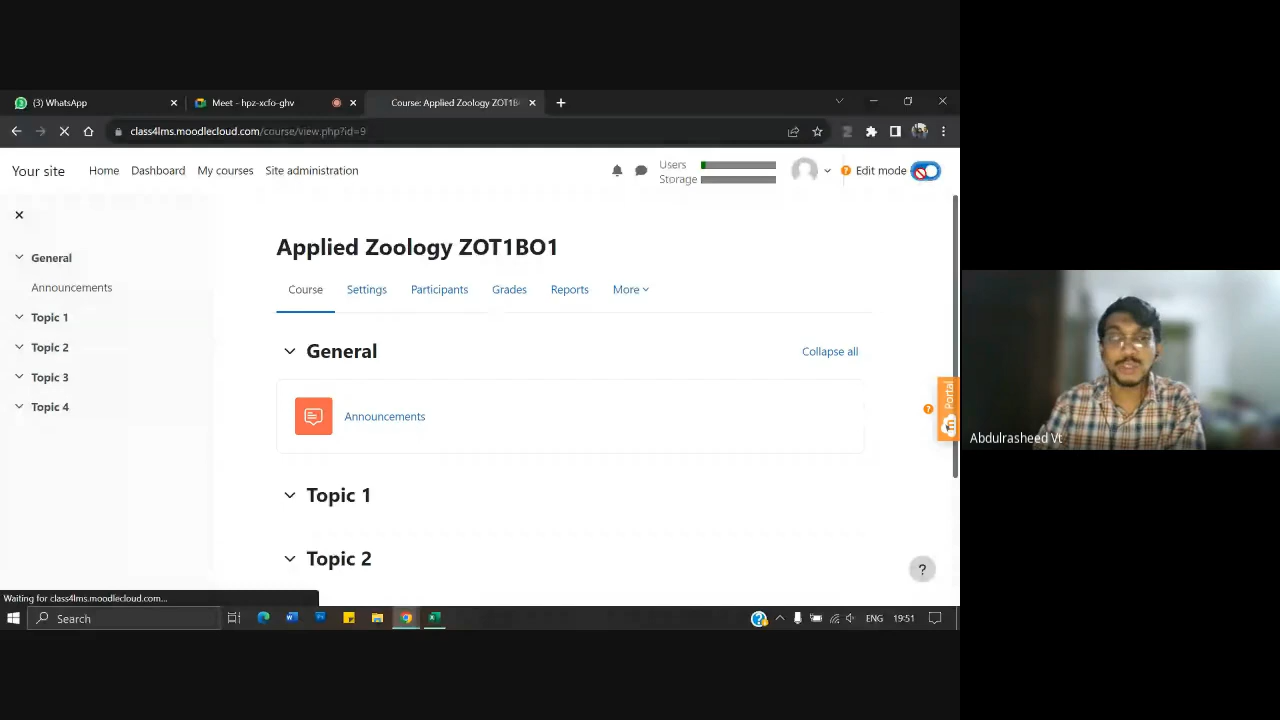 (3) WhatsApp
Meet - hpz-xcfo-ghv
Course: Applied Zoology ZOT1B
class4lms.moodlecloud.com/course/view.php?id=9
Your site
Home
Dashboard
My courses
Site administration
Users
Storage
Edit mode
General
Announcements
Topic 1
Topic 2
Topic 3
Topic 4
Applied Zoology ZOT1BO1
Course
Settings
Participants
Grades
Reports
More
General
Collapse all
Announcements
Topic 1
Topic 2
Portal
?
Waiting for class4lms.moodlecloud.com...
Search
ENG
19:51
Abdulrasheed Vt